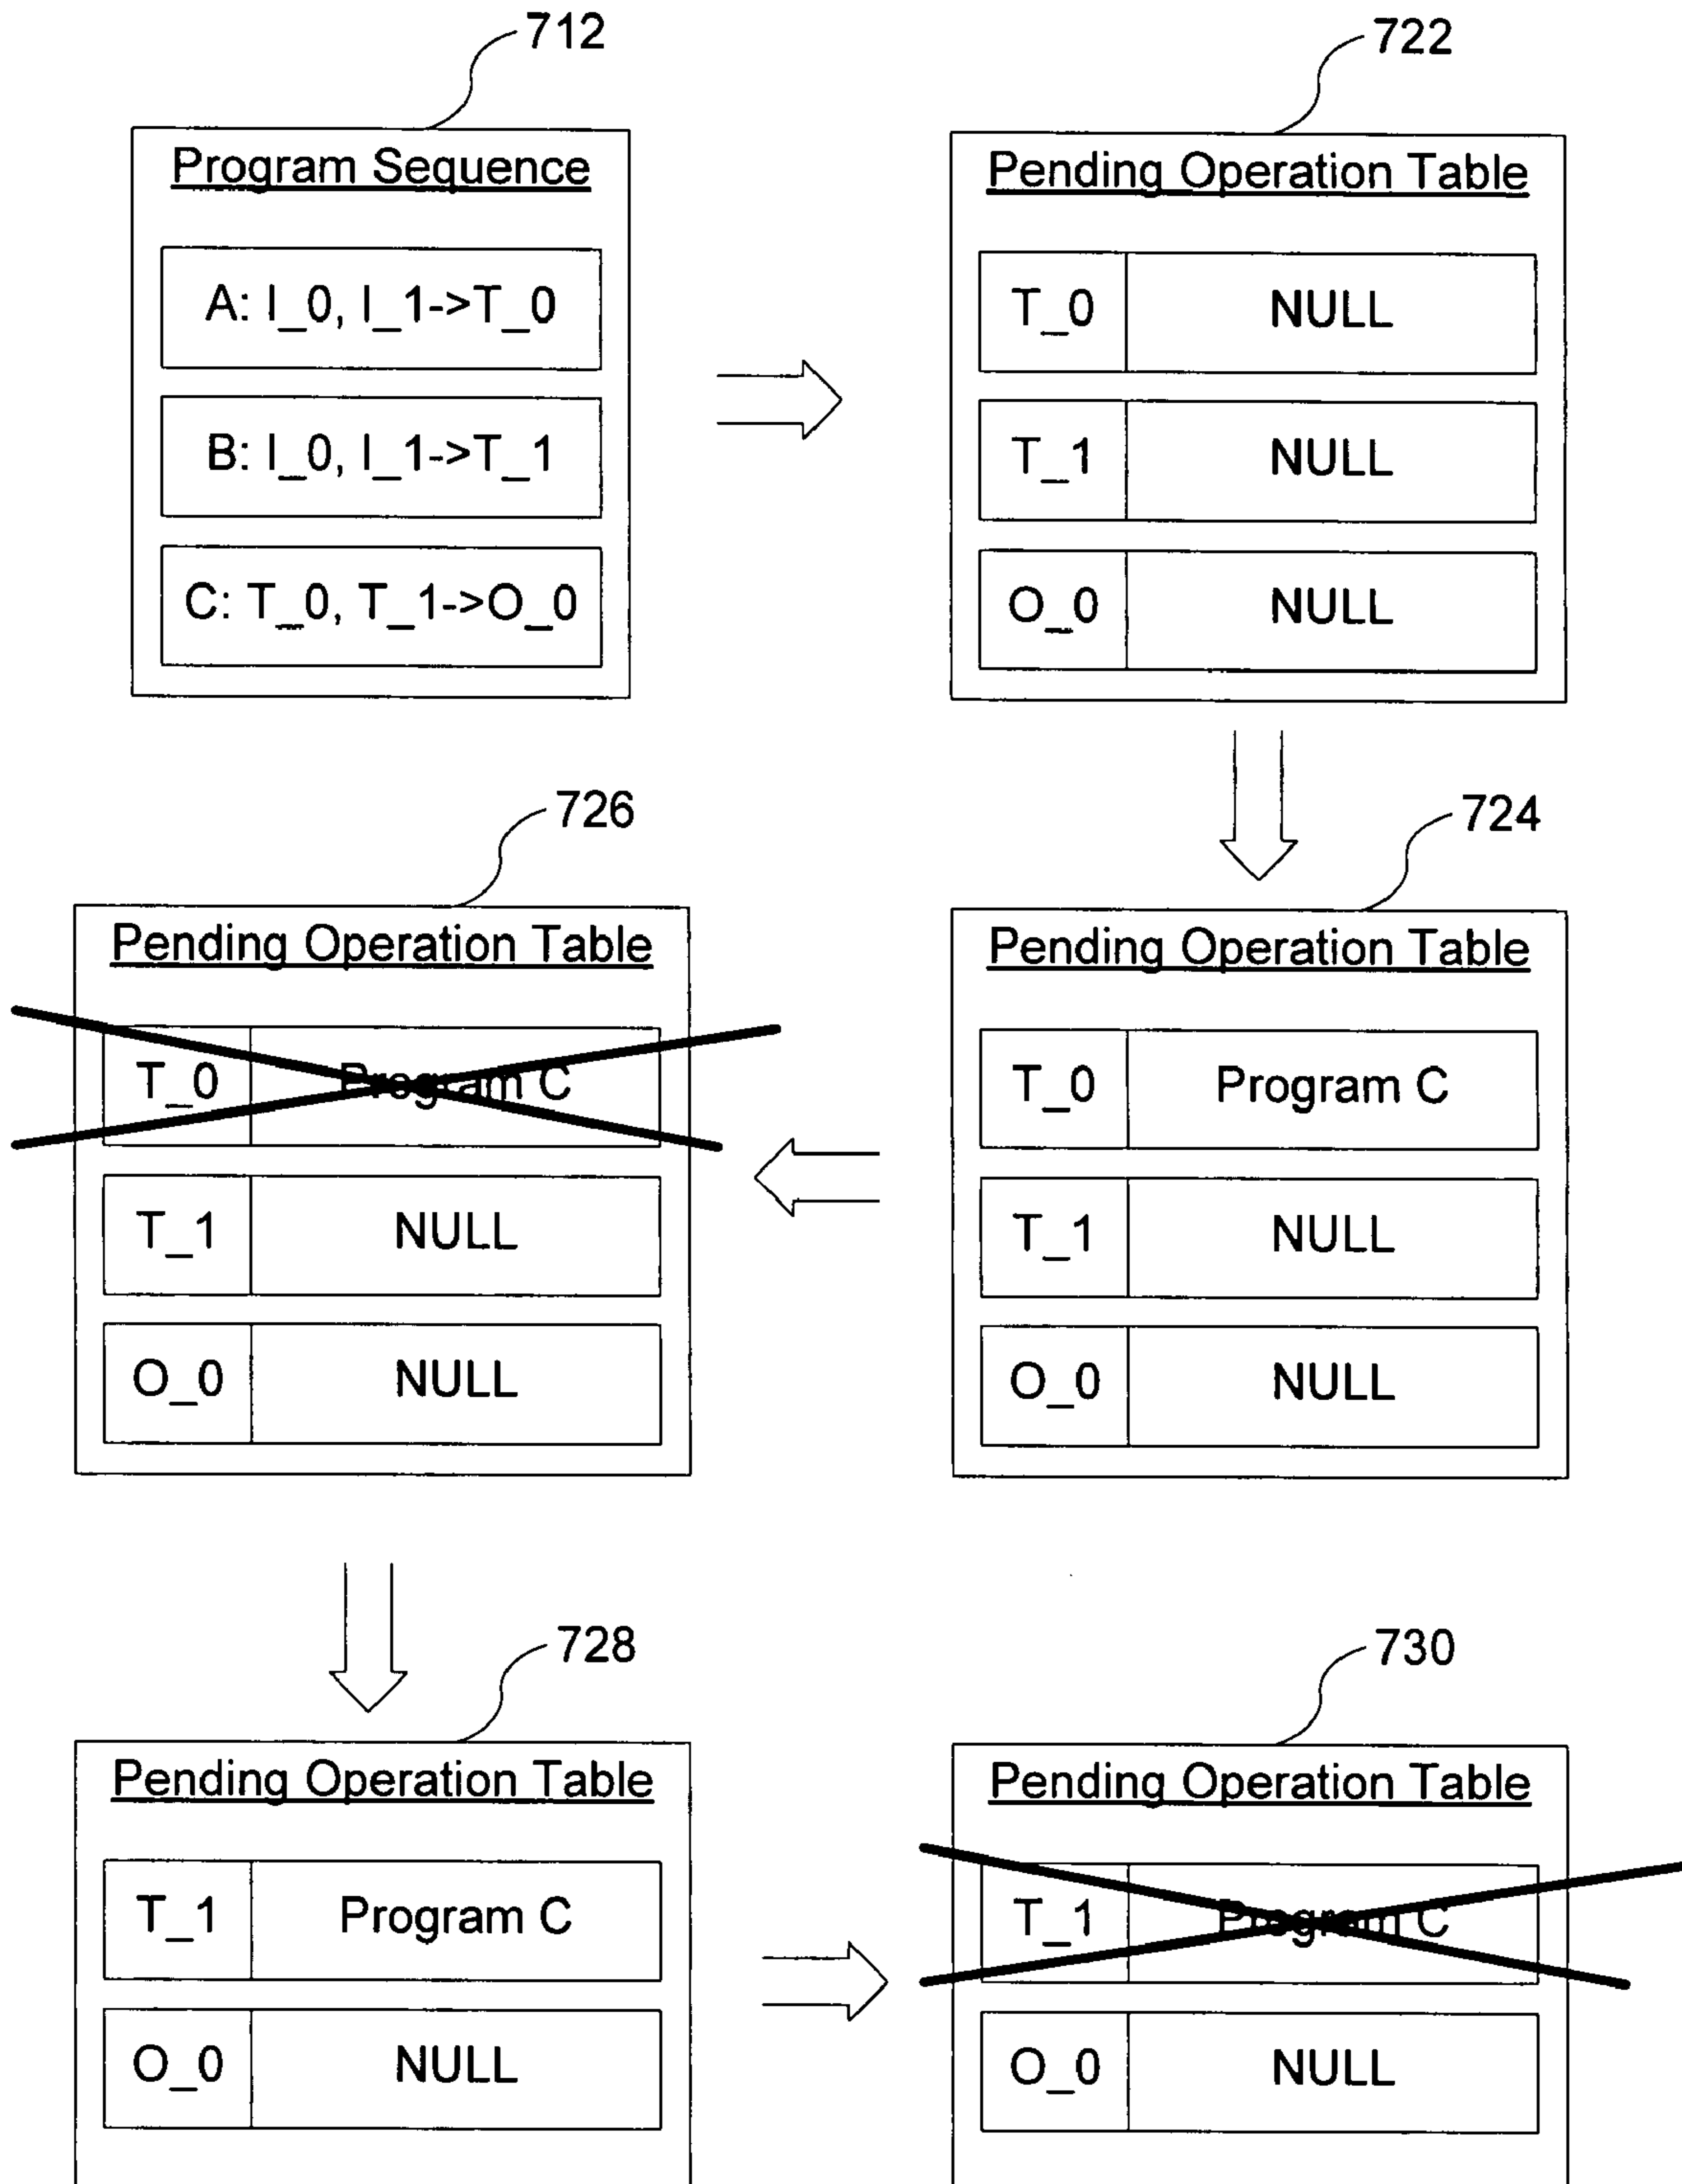 712
Program Sequence
A: I_0, I_1->T_0
B: I_0, I_1->T_1
C: T_0, T_1->O_0
722
Pending Operation Table
T_0 NULL
T_1 NULL
O_0 NULL
726
Pending Operation Table
T_0 Program C
T_1 NULL
O_0 NULL
724
Pending Operation Table
T_0 Program C
T_1 NULL
O_0 NULL
728
Pending Operation Table
T_1 Program C
O_0 NULL
730
Pending Operation Table
T_1 Program C
O_0 NULL